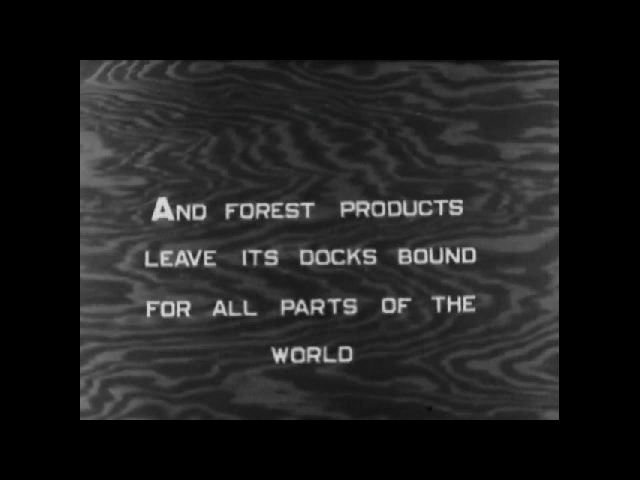 AND FOREST PRODUCTS
LEAVE ITS DOCKS BOUND
FOR ALL PARTS OF THE
WORLD